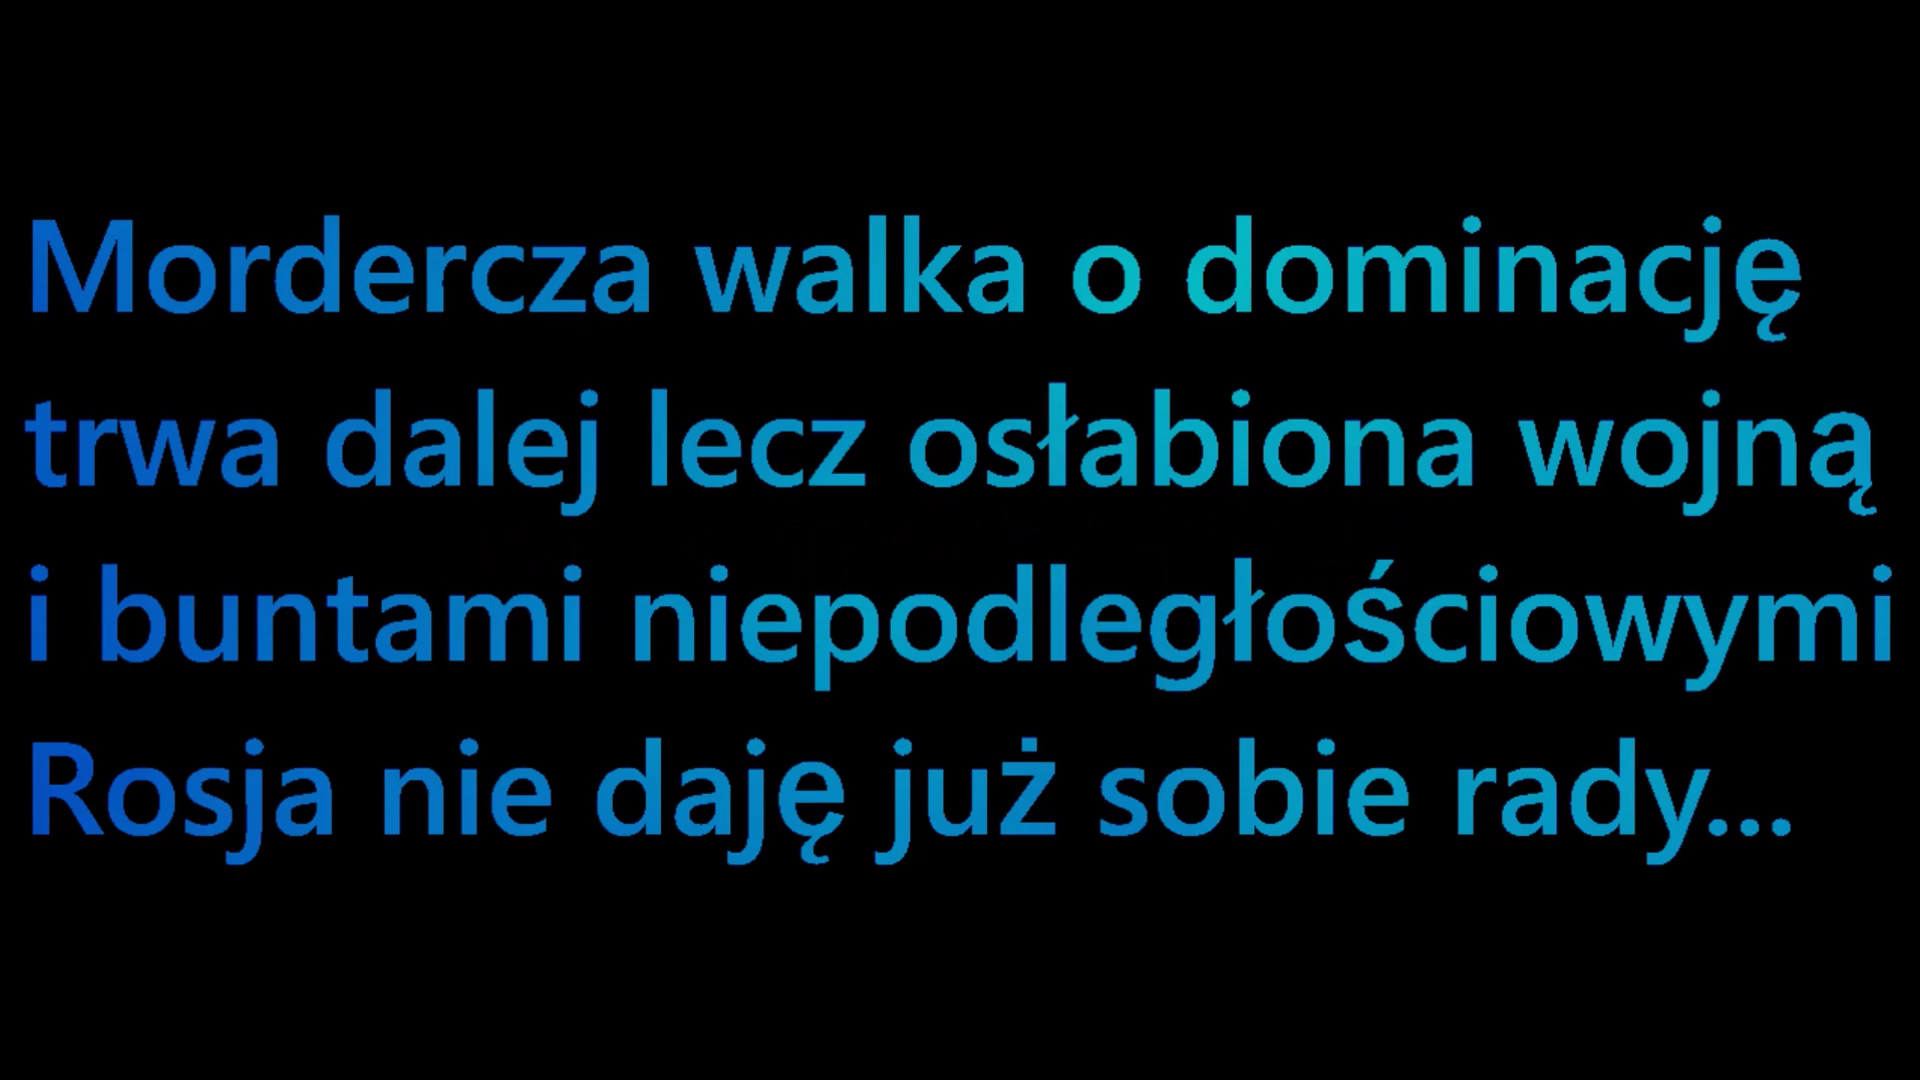 Mordercza walka o dominację
trwa dalej lecz osłabiona wojną
i buntami niepodległościowymi
Rosja nie daję już sobie rady...